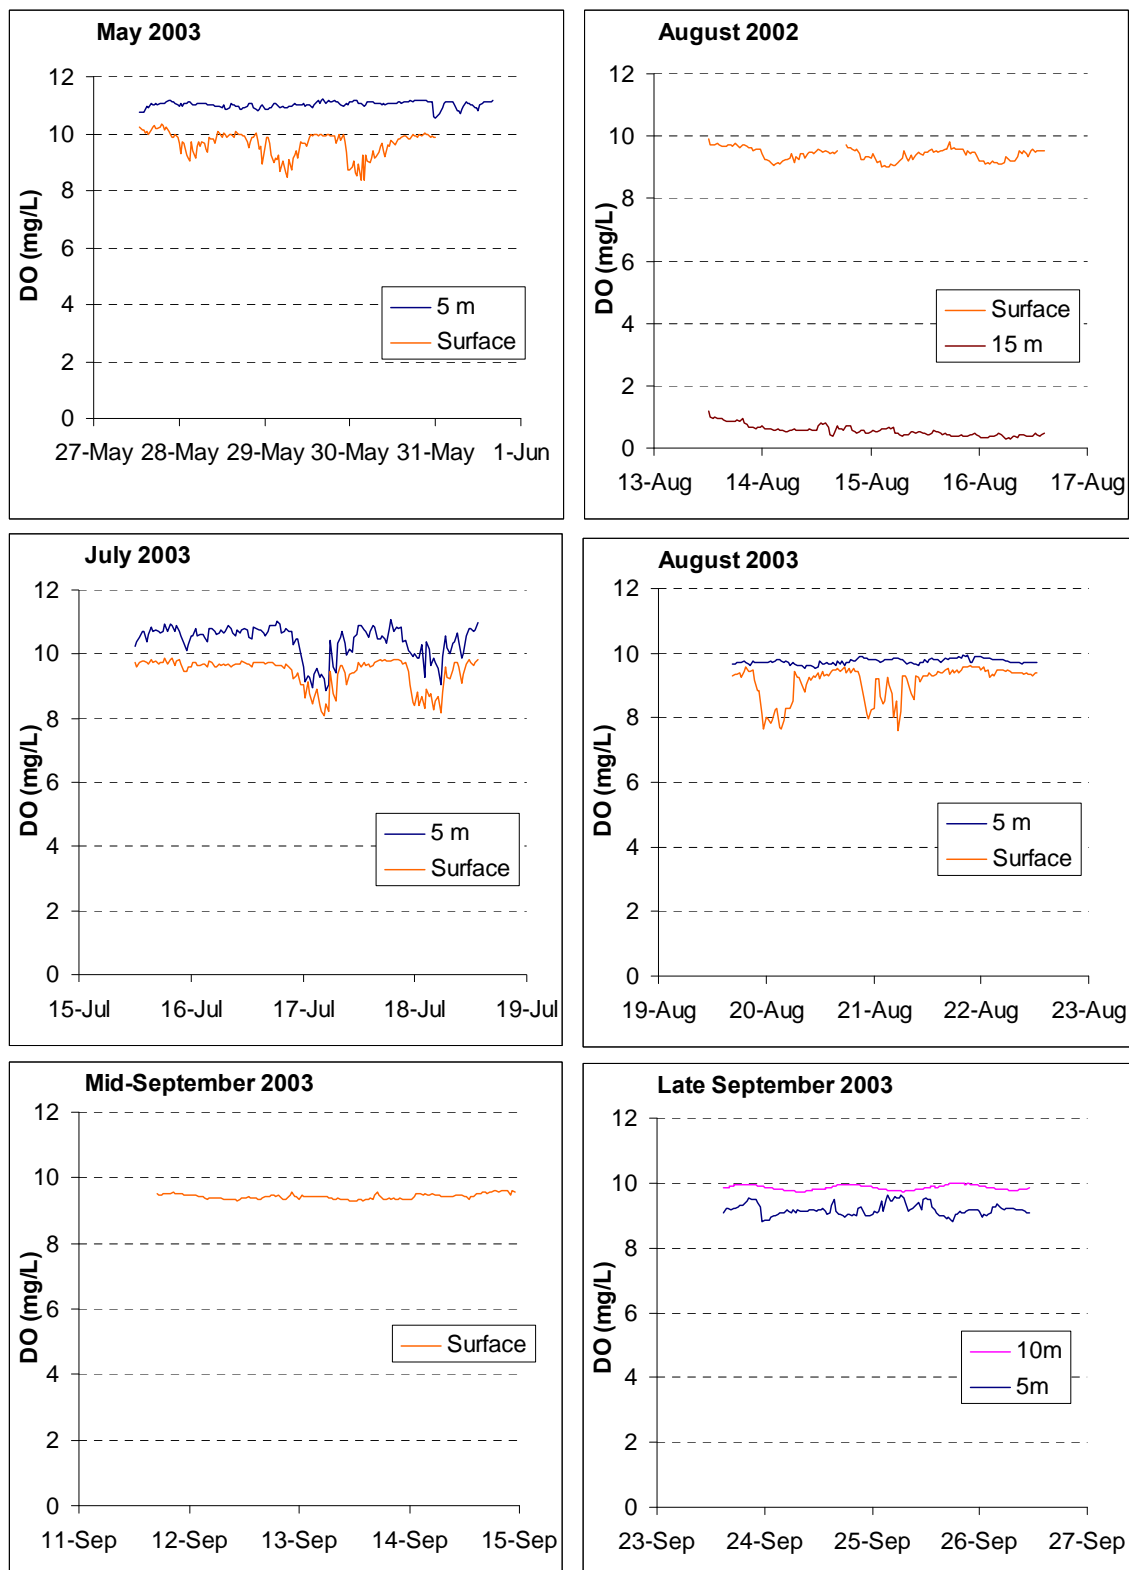 May 2003
12
10
8
6
4
2
0
DO (mg/L)
5 m
Surface
27-May 28-May 29-May 30-May 31-May 1-Jun
August 2002
12
10
8
6
4
2
0
DO (mg/L)
Surface
15 m
13-Aug 14-Aug 15-Aug 16-Aug 17-Aug
July 2003
12
10
8
6
4
2
0
DO (mg/L)
5 m
Surface
15-Jul 16-Jul 17-Jul 18-Jul 19-Jul
August 2003
12
10
8
6
4
2
0
DO (mg/L)
5 m
Surface
19-Aug 20-Aug 21-Aug 22-Aug 23-Aug
Mid-September 2003
12
10
8
6
4
2
0
DO (mg/L)
Surface
11-Sep 12-Sep 13-Sep 14-Sep 15-Sep
Late September 2003
12
10
8
6
4
2
0
DO (mg/L)
10m
5m
23-Sep 24-Sep 25-Sep 26-Sep 27-Sep